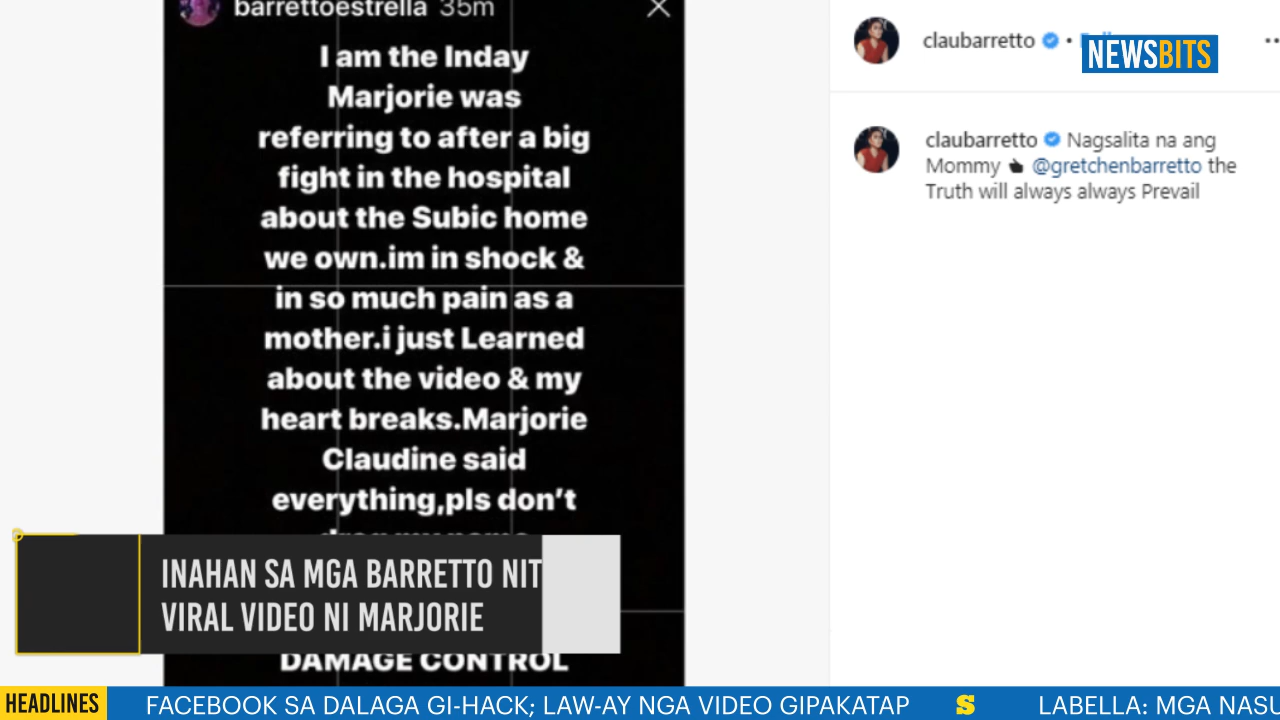 barrettoestrella 35m
I am the Inday
Marjorie was
referring to after a big
fight in the hospital
about the Subic home
we own.im in shock &
in so much pain as a
mother.i just Learned
about the video & my
heart breaks.Marjorie
Claudine said
everything,pls don't
DAMAGE CONTROL
claubarretto •
NEWSBITS
claubarretto Nagsalita na ang
Mommy @gretchenbarretto the
Truth will always always Prevail
INAHAN SA MGA BARRETTO NIT
VIRAL VIDEO NI MARJORIE
HEADLINES FACEBOOK SA DALAGA GI-HACK; LAW-AY NGA VIDEO GIPAKATAP S LABELLA: MGA NASU